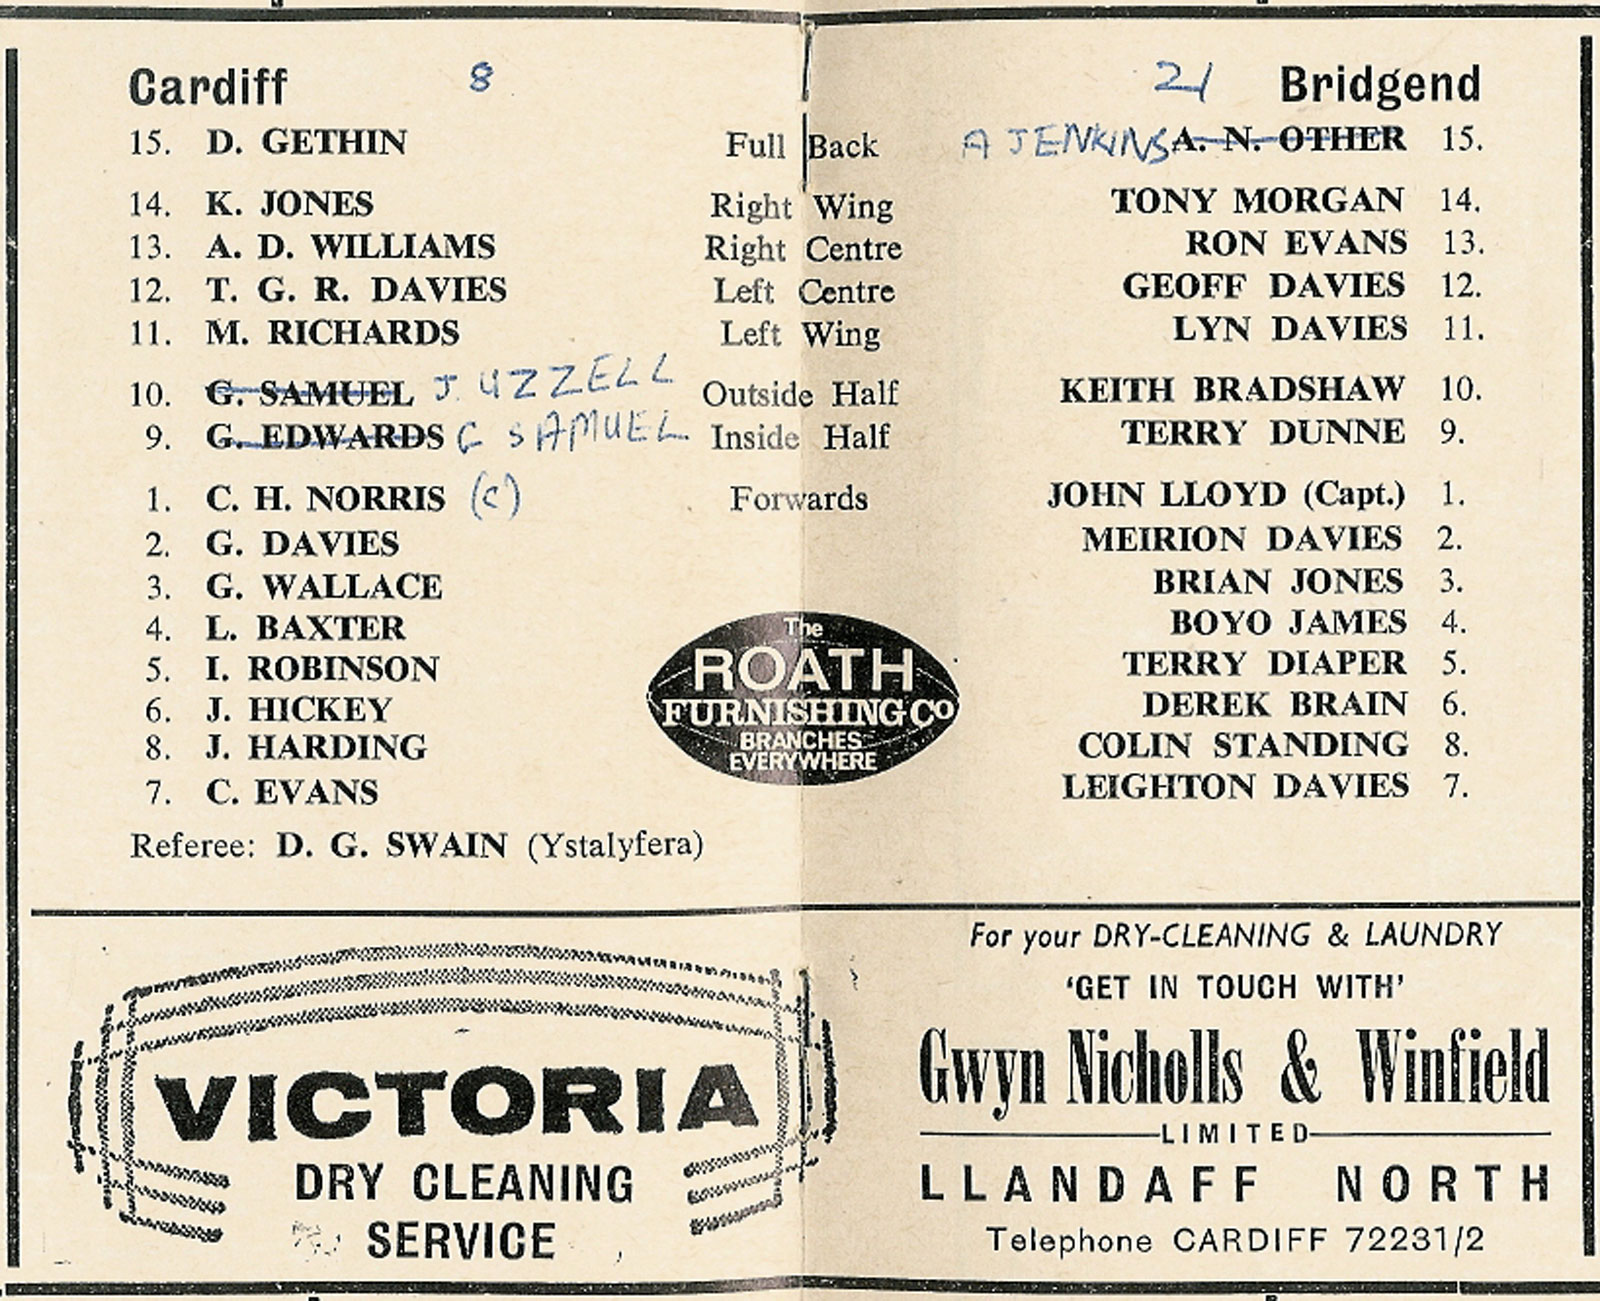 Cardiff 8 21 Bridgend
15. D. GETHIN Full Back A JENKINS A. N. OTHER 15.
14. K. JONES Right Wing TONY MORGAN 14.
13. A. D. WILLIAMS Right Centre RON EVANS 13.
12. T. G. R. DAVIES Left Centre GEOFF DAVIES 12.
11. M. RICHARDS Left Wing LYN DAVIES 11.
10. G. SAMUEL J. UZZELL Outside Half KEITH BRADSHAW 10.
9. G. EDWARDS G SAMUEL Inside Half TERRY DUNNE 9.
1. C. H. NORRIS (c) Forwards JOHN LLOYD (Capt.) 1.
2. G. DAVIES MEIRION DAVIES 2.
3. G. WALLACE BRIAN JONES 3.
4. L. BAXTER BOYO JAMES 4.
5. I. ROBINSON TERRY DIAPER 5.
6. J. HICKEY DEREK BRAIN 6.
8. J. HARDING COLIN STANDING 8.
7. C. EVANS LEIGHTON DAVIES 7.
The
ROATH
FURNISHING Co
BRANCHES
EVERYWHERE
Referee: D. G. SWAIN (Ystalyfera)
VICTORIA
DRY CLEANING
SERVICE
For your DRY-CLEANING & LAUNDRY
'GET IN TOUCH WITH'
Gwyn Nicholls & Winfield
LIMITED
LLANDAFF NORTH
Telephone CARDIFF 72231/2